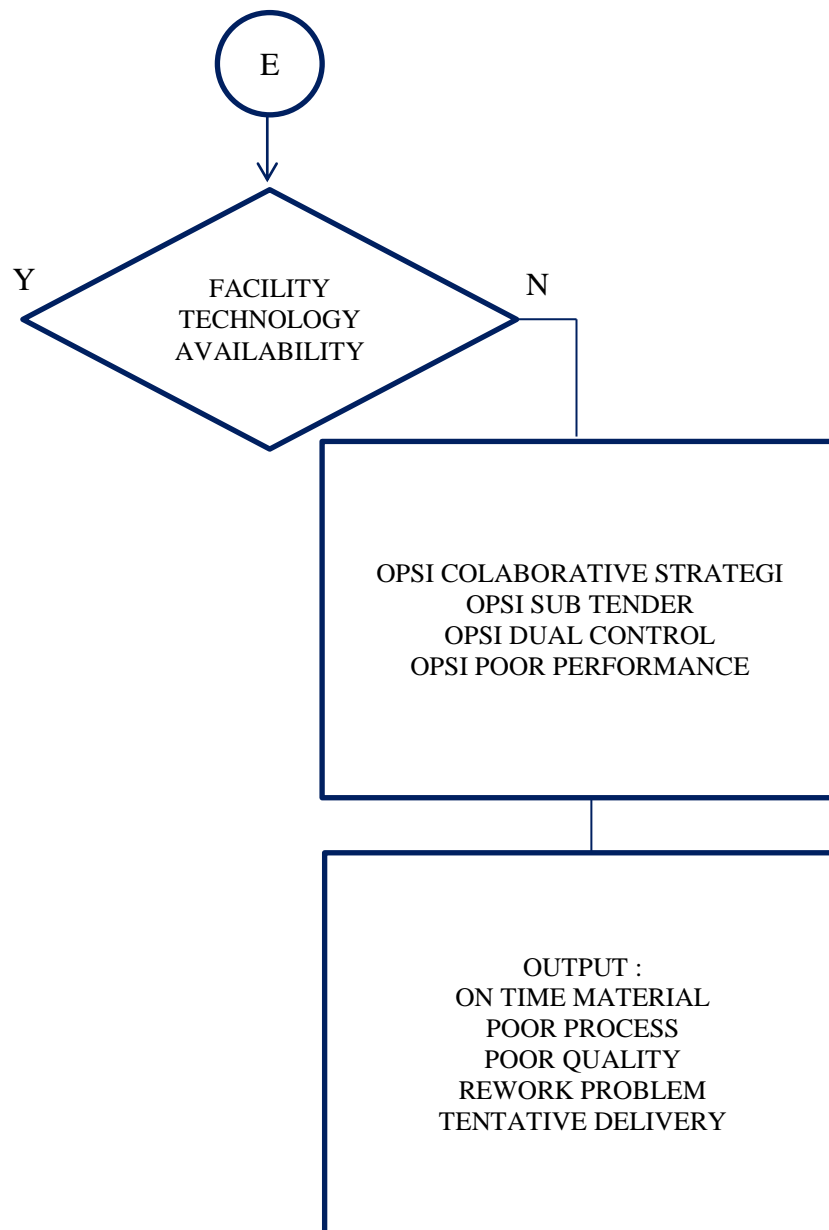 E
Y
N
FACILITY
TECHNOLOGY
AVAILABILITY
OPSI COLABORATIVE STRATEGI
OPSI SUB TENDER
OPSI DUAL CONTROL
OPSI POOR PERFORMANCE
OUTPUT :
ON TIME MATERIAL
POOR PROCESS
POOR QUALITY
REWORK PROBLEM
TENTATIVE DELIVERY